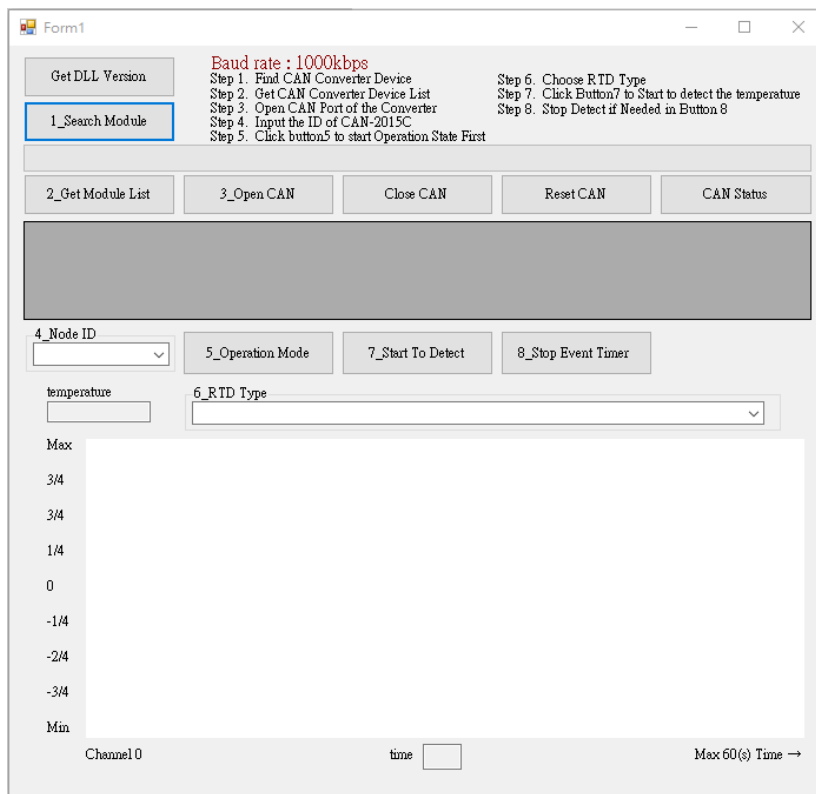 Form1
Get DLL Version
1_Search Module
Baud rate : 1000kbps
Step 1. Find CAN Converter Device
Step 2. Get CAN Converter Device List
Step 3. Open CAN Port of the Converter
Step 4. Input the ID of CAN-2015C
Step 5. Click button5 to start Operation State First
Step 6. Choose RTD Type
Step 7. Click Button7 to Start to detect the temperature
Step 8. Stop Detect if Needed in Button 8
2_Get Module List
3_Open CAN
Close CAN
Reset CAN
CAN Status
4_Node ID
5_Operation Mode
7_Start To Detect
8_Stop Event Timer
temperature
6_RTD Type
Max
3/4
3/4
1/4
0
-1/4
-2/4
-3/4
Min
Channel 0
time
Max 60(s) Time →